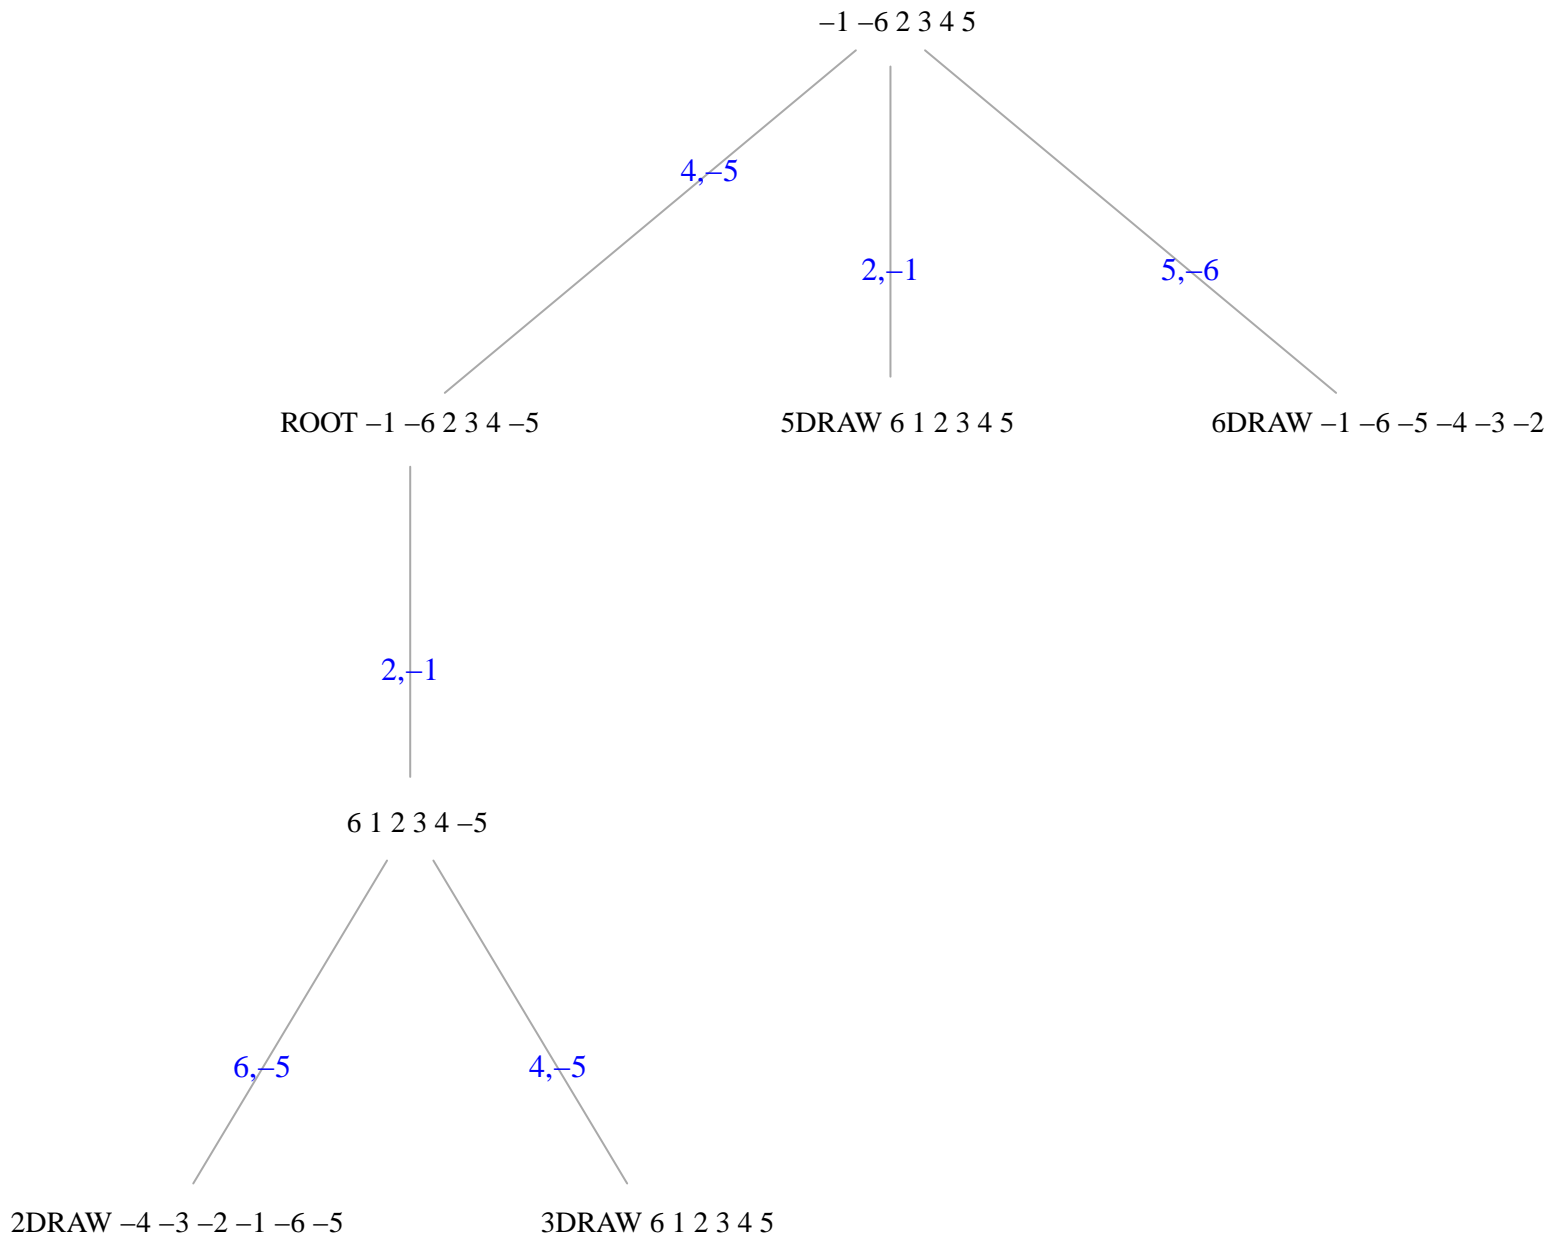 –1 –6 2 3 4 5
4,–5
2,–1
5,–6
ROOT –1 –6 2 3 4 –5
5DRAW 6 1 2 3 4 5
6DRAW –1 –6 –5 –4 –3 –2
2,–1
6 1 2 3 4 –5
6,–5
4,–5
2DRAW –4 –3 –2 –1 –6 –5
3DRAW 6 1 2 3 4 5